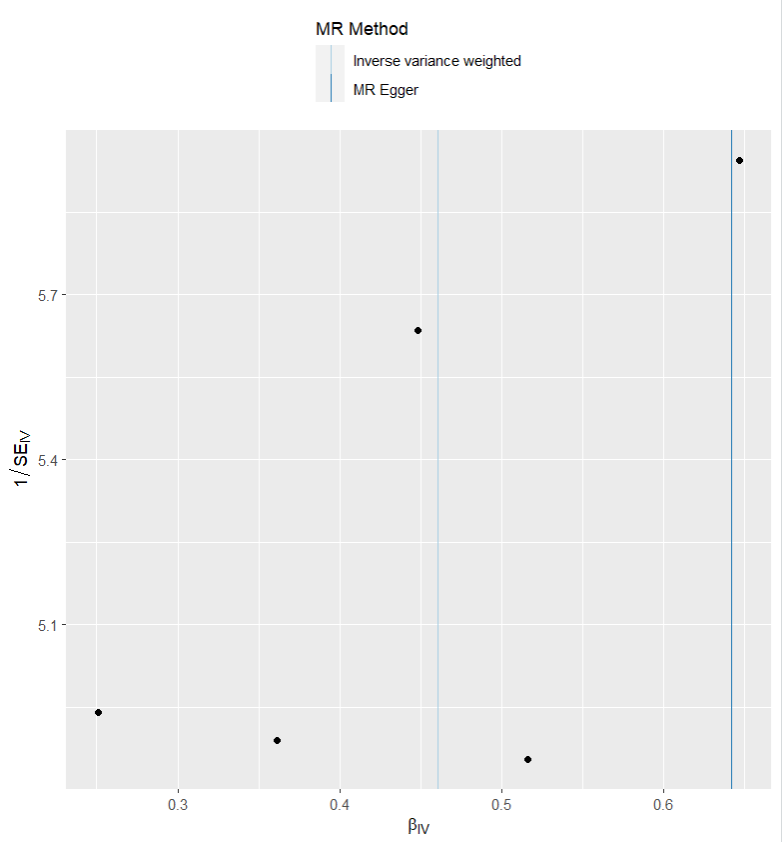 MR Method
Inverse variance weighted
MR Egger
5.7
5.4
5.1
1/SEIV
0.3
0.4
0.5
0.6
βIV